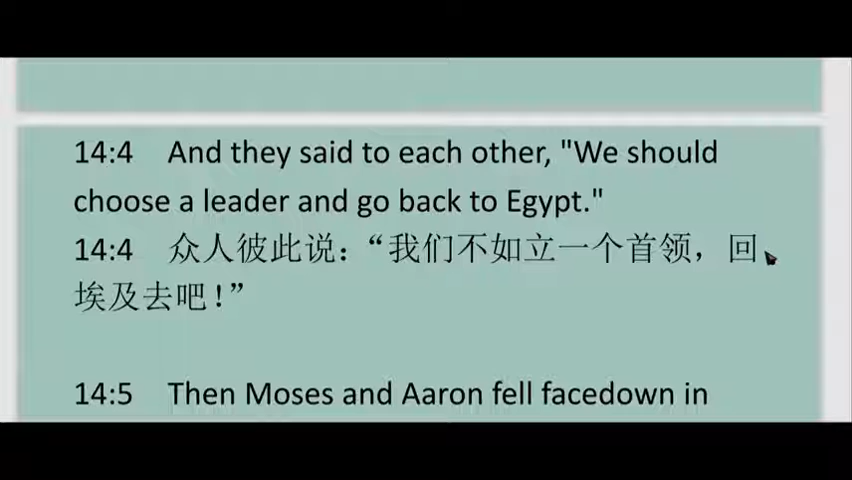 14:4 And they said to each other, "We should
choose a leader and go back to Egypt."
14:4 众人彼此说：“我们不如立一个首领，回
埃及去吧！”
14:5 Then Moses and Aaron fell facedown in